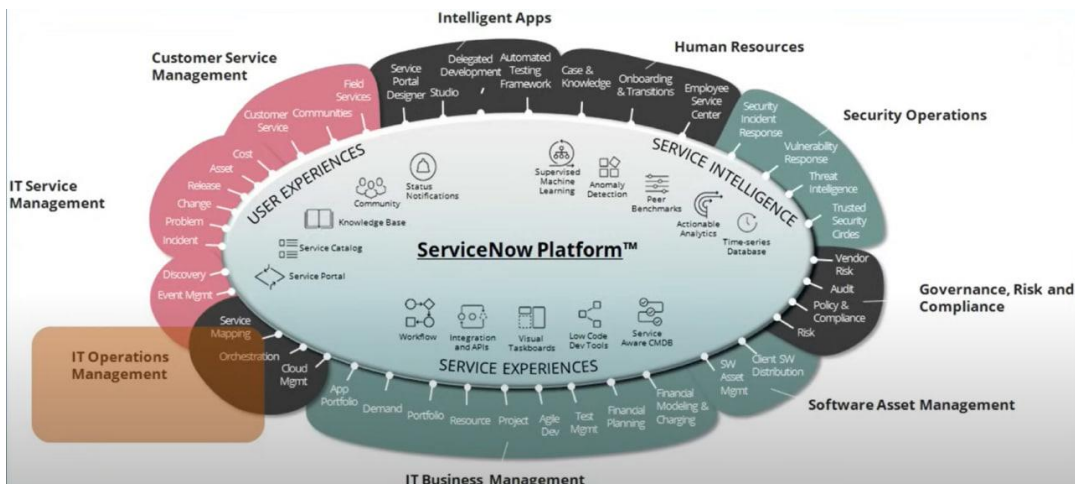 Intelligent Apps
Customer Service
Management
Human Resources
Security Operations
IT Service
Management
Governance, Risk and
Compliance
IT Operations
Management
Software Asset Management
IT Business Management
Service
Portal
Designer
Studio
Delegated
Development
Automated
Testing
Framework
Case &
Knowledge
Onboarding
& Transitions
Employee
Service
Center
Security
Incident
Response
Vulnerability
Response
Threat
Intelligence
Trusted
Security
Circles
Vendor
Risk
Audit
Policy &
Compliance
Risk
Client SW
Distribution
SW
Asset
Mgmt
Financial
Modeling &
Charging
Financial
Planning
Test
Mgmt
Agile
Dev
Project
Resource
Portfolio
Demand
App
Portfolio
Cloud
Mgmt
Orchestration
Service
Mapping
Event Mgmt
Discovery
Incident
Problem
Change
Release
Asset
Cost
Customer
Service
Communities
Field
Services
USER EXPERIENCES
SERVICE INTELLIGENCE
Status
Notifications
Community
Knowledge Base
Service Catalog
Service Portal
Supervised
Machine
Learning
Anomaly
Detection
Peer
Benchmarks
Actionable
Analytics
Time-series
Database
ServiceNow Platform™
Workflow
Integration
and APIs
Visual
Taskboards
Low Code
Dev Tools
Service
Aware CMDB
SERVICE EXPERIENCES